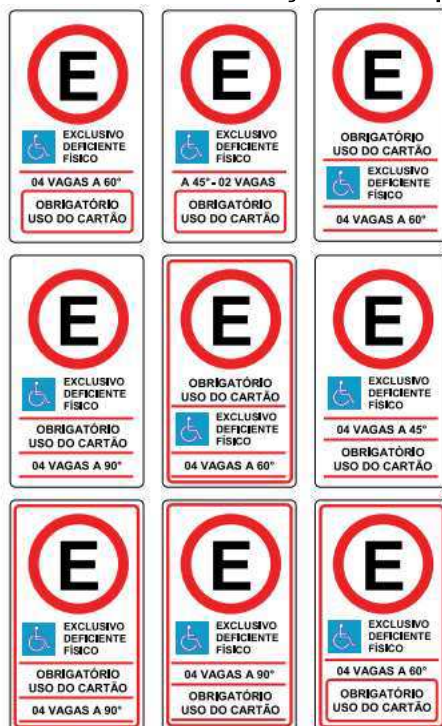 E
EXCLUSIVO
DEFICIENTE
FÍSICO
04 VAGAS A 60°
OBRIGATÓRIO
USO DO CARTÃO
E
EXCLUSIVO
DEFICIENTE
FÍSICO
A 45°- 02 VAGAS
OBRIGATÓRIO
USO DO CARTÃO
E
OBRIGATÓRIO
USO DO CARTÃO
EXCLUSIVO
DEFICIENTE
FÍSICO
04 VAGAS A 60°
E
EXCLUSIVO
DEFICIENTE
FÍSICO
OBRIGATÓRIO
USO DO CARTÃO
04 VAGAS A 90°
E
OBRIGATÓRIO
USO DO CARTÃO
EXCLUSIVO
DEFICIENTE
FÍSICO
04 VAGAS A 60°
E
EXCLUSIVO
DEFICIENTE
FÍSICO
04 VAGAS A 45°
OBRIGATÓRIO
USO DO CARTÃO
E
EXCLUSIVO
DEFICIENTE
FÍSICO
OBRIGATÓRIO
USO DO CARTÃO
04 VAGAS A 90°
E
EXCLUSIVO
DEFICIENTE
FÍSICO
04 VAGAS A 90°
OBRIGATÓRIO
USO DO CARTÃO
E
EXCLUSIVO
DEFICIENTE
FÍSICO
04 VAGAS A 60°
OBRIGATÓRIO
USO DO CARTÃO